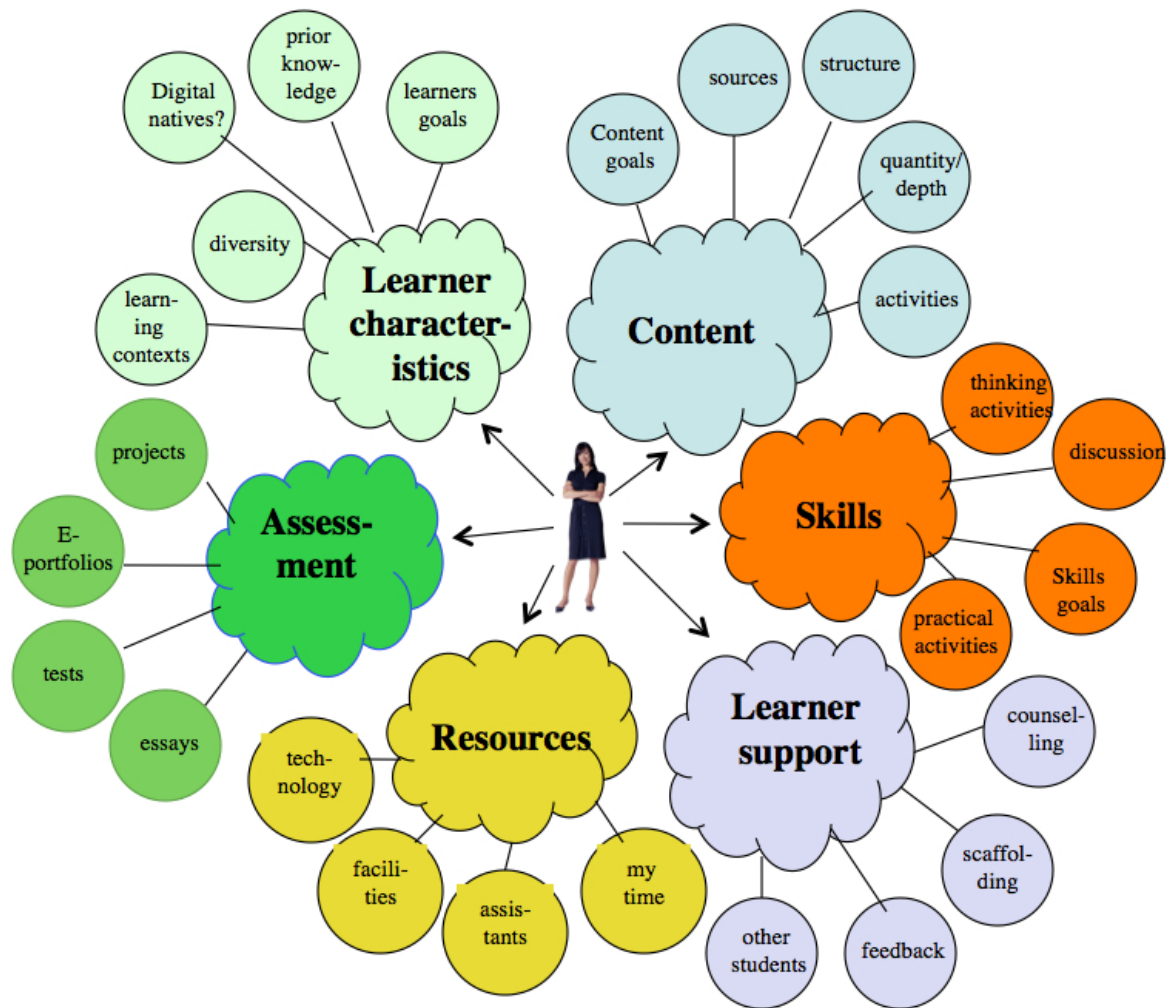 prior
know-
ledge
Digital
natives?
learners
goals
diversity
learn-
ing
contexts
Learner
character-
istics
Content
goals
sources
structure
quantity/
depth
activities
Content
thinking
activities
discussion
Skills
goals
practical
activities
Skills
projects
E-
portfolios
tests
essays
Assess-
ment
Resources
tech-
nology
facili-
ties
assis-
tants
my
time
Learner
support
counsel-
ling
scaffol-
ding
feedback
other
students